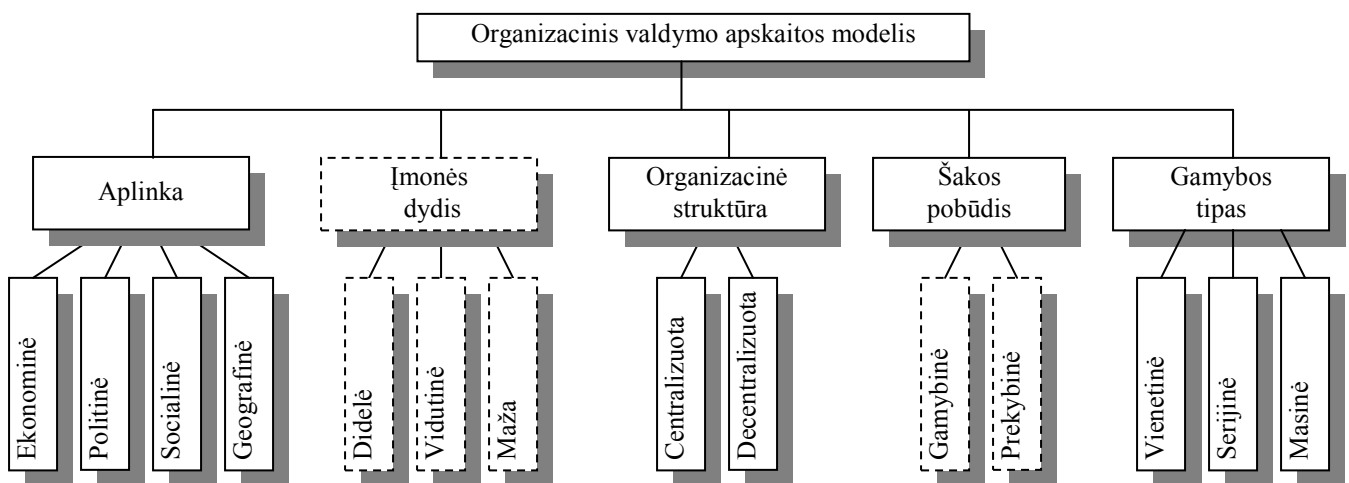 Organizacinis valdymo apskaitos modelis
Aplinka
Įmonės
dydis
Organizacinė
struktūra
Šakos
pobūdis
Gamybos
tipas
Ekonominė
Politinė
Socialinė
Geografinė
Didelė
Vidutinė
Maža
Centralizuota
Decentralizuota
Gamybinė
Prekybinė
Vienetinė
Serijinė
Masinė